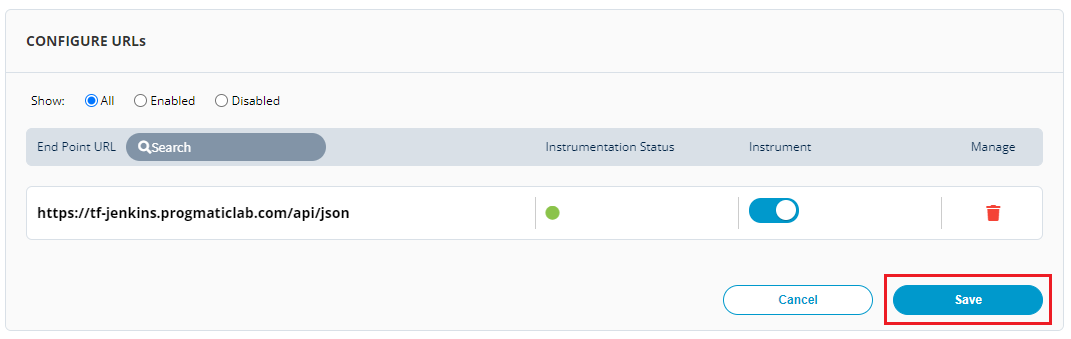 CONFIGURE URLs
Show: All Enabled Disabled
End Point URL Search Instrumentation Status Instrument Manage
https://tf-jenkins.progmaticlab.com/api/json
Cancel Save